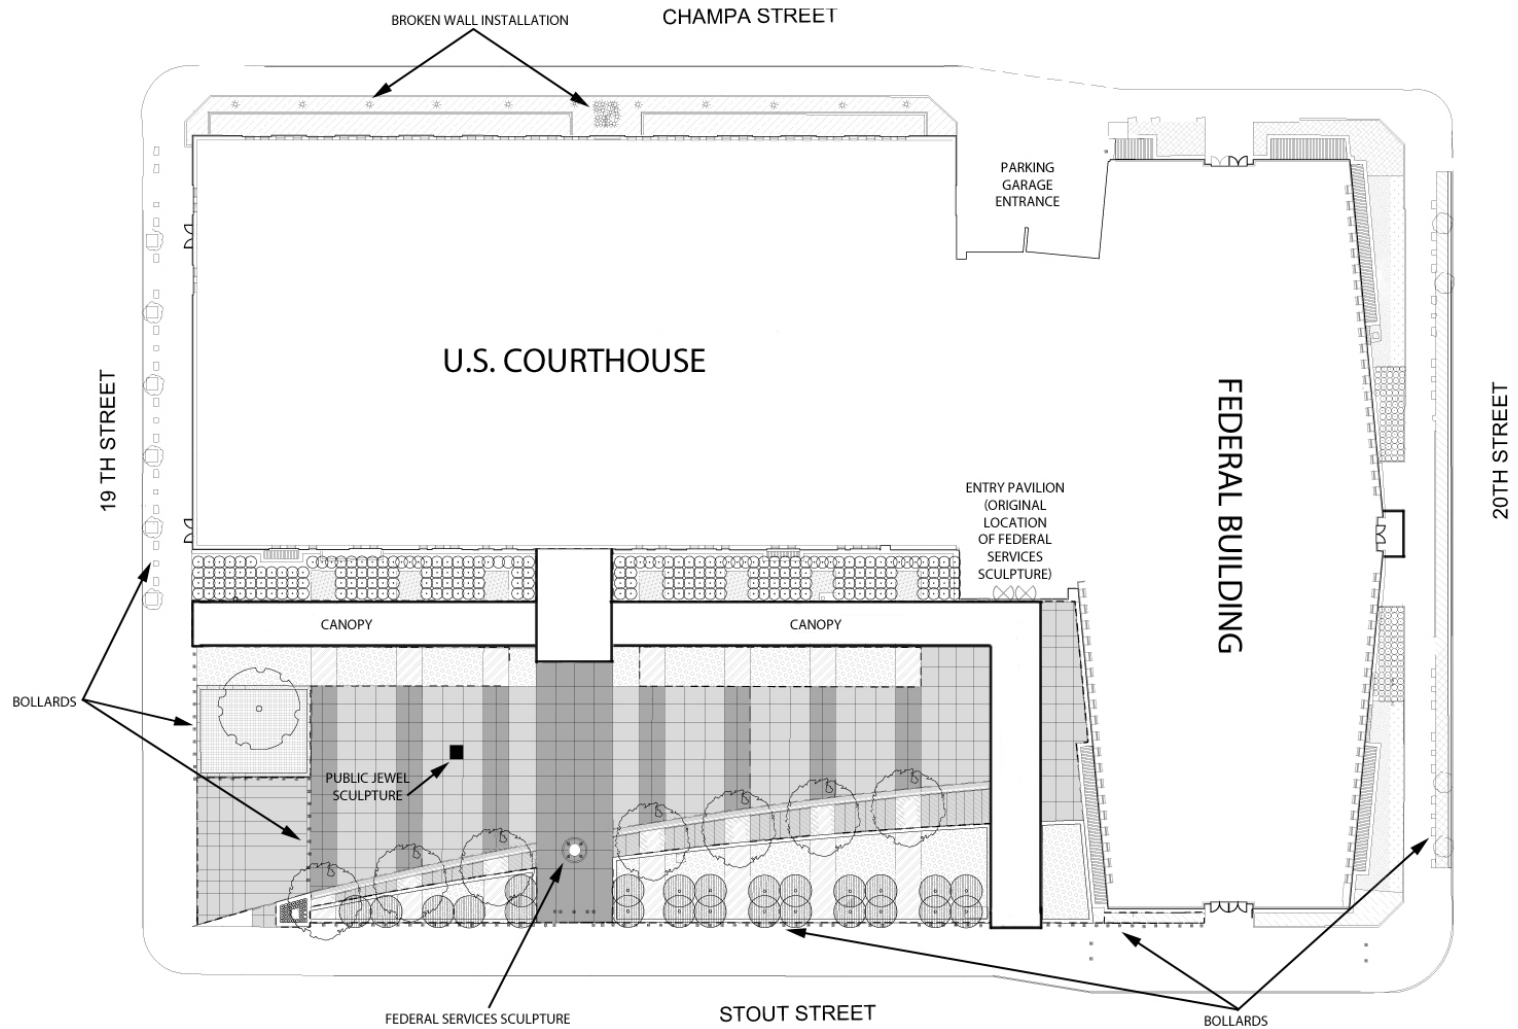 CHAMPA STREET
BROKEN WALL INSTALLATION
PARKING
GARAGE
ENTRANCE
U.S. COURTHOUSE
FEDERAL BUILDING
19 TH STREET
20TH STREET
ENTRY PAVILION
(ORIGINAL
LOCATION
OF FEDERAL
SERVICES
SCULPTURE)
CANOPY
CANOPY
BOLLARDS
PUBLIC JEWEL
SCULPTURE
FEDERAL SERVICES SCULPTURE
STOUT STREET
BOLLARDS